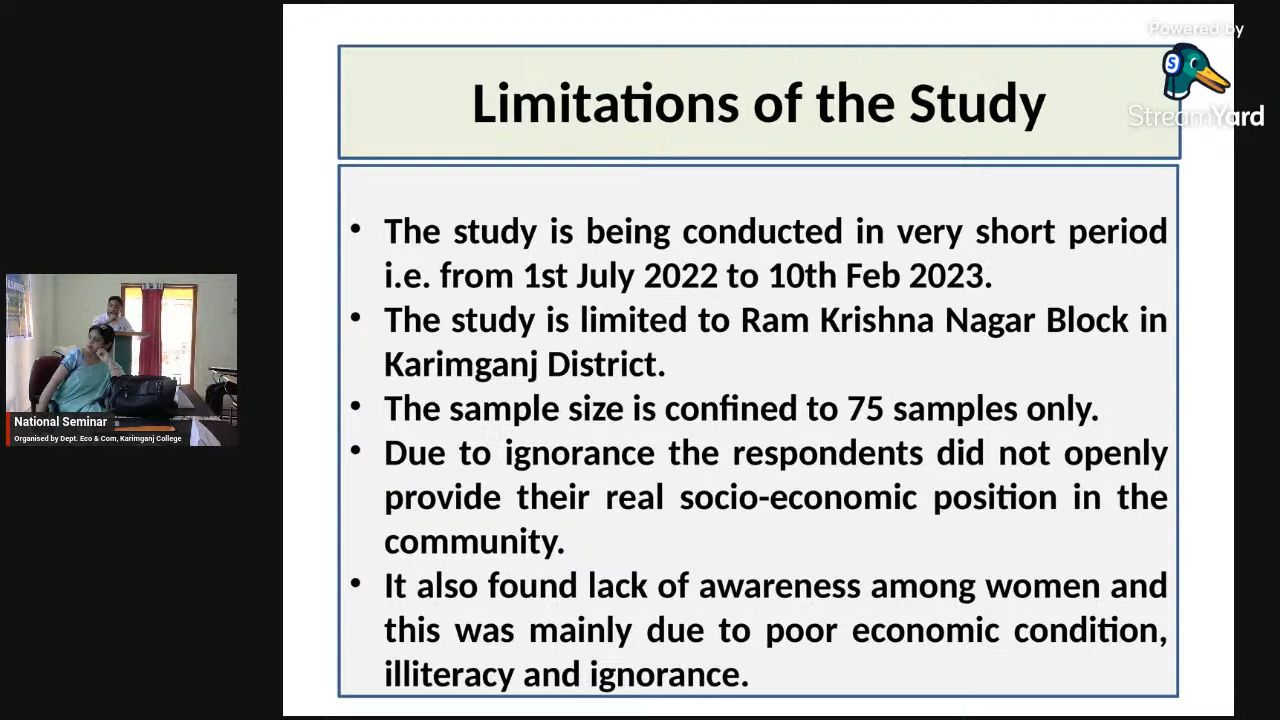 Powered by
StreamYard
Limitations of the Study
• The study is being conducted in very short period
i.e. from 1st July 2022 to 10th Feb 2023.
• The study is limited to Ram Krishna Nagar Block in
Karimganj District.
• The sample size is confined to 75 samples only.
• Due to ignorance the respondents did not openly
provide their real socio-economic position in the
community.
• It also found lack of awareness among women and
this was mainly due to poor economic condition,
illiteracy and ignorance.
National Seminar
Organised by Dept. Eco & Com, Karimganj College